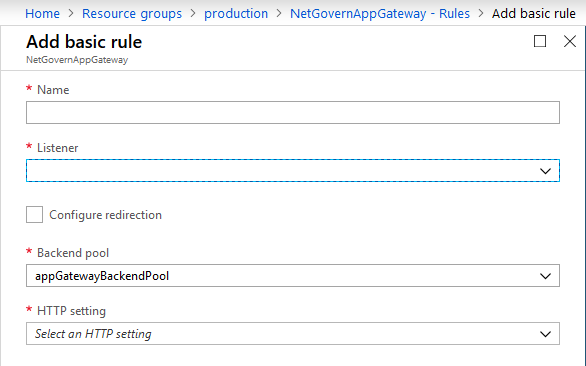 Home > Resource groups > production > NetGovernAppGateway - Rules > Add basic rule
Add basic rule
NetGovernAppGateway
* Name
* Listener
Configure redirection
* Backend pool
appGatewayBackendPool
* HTTP setting
Select an HTTP setting